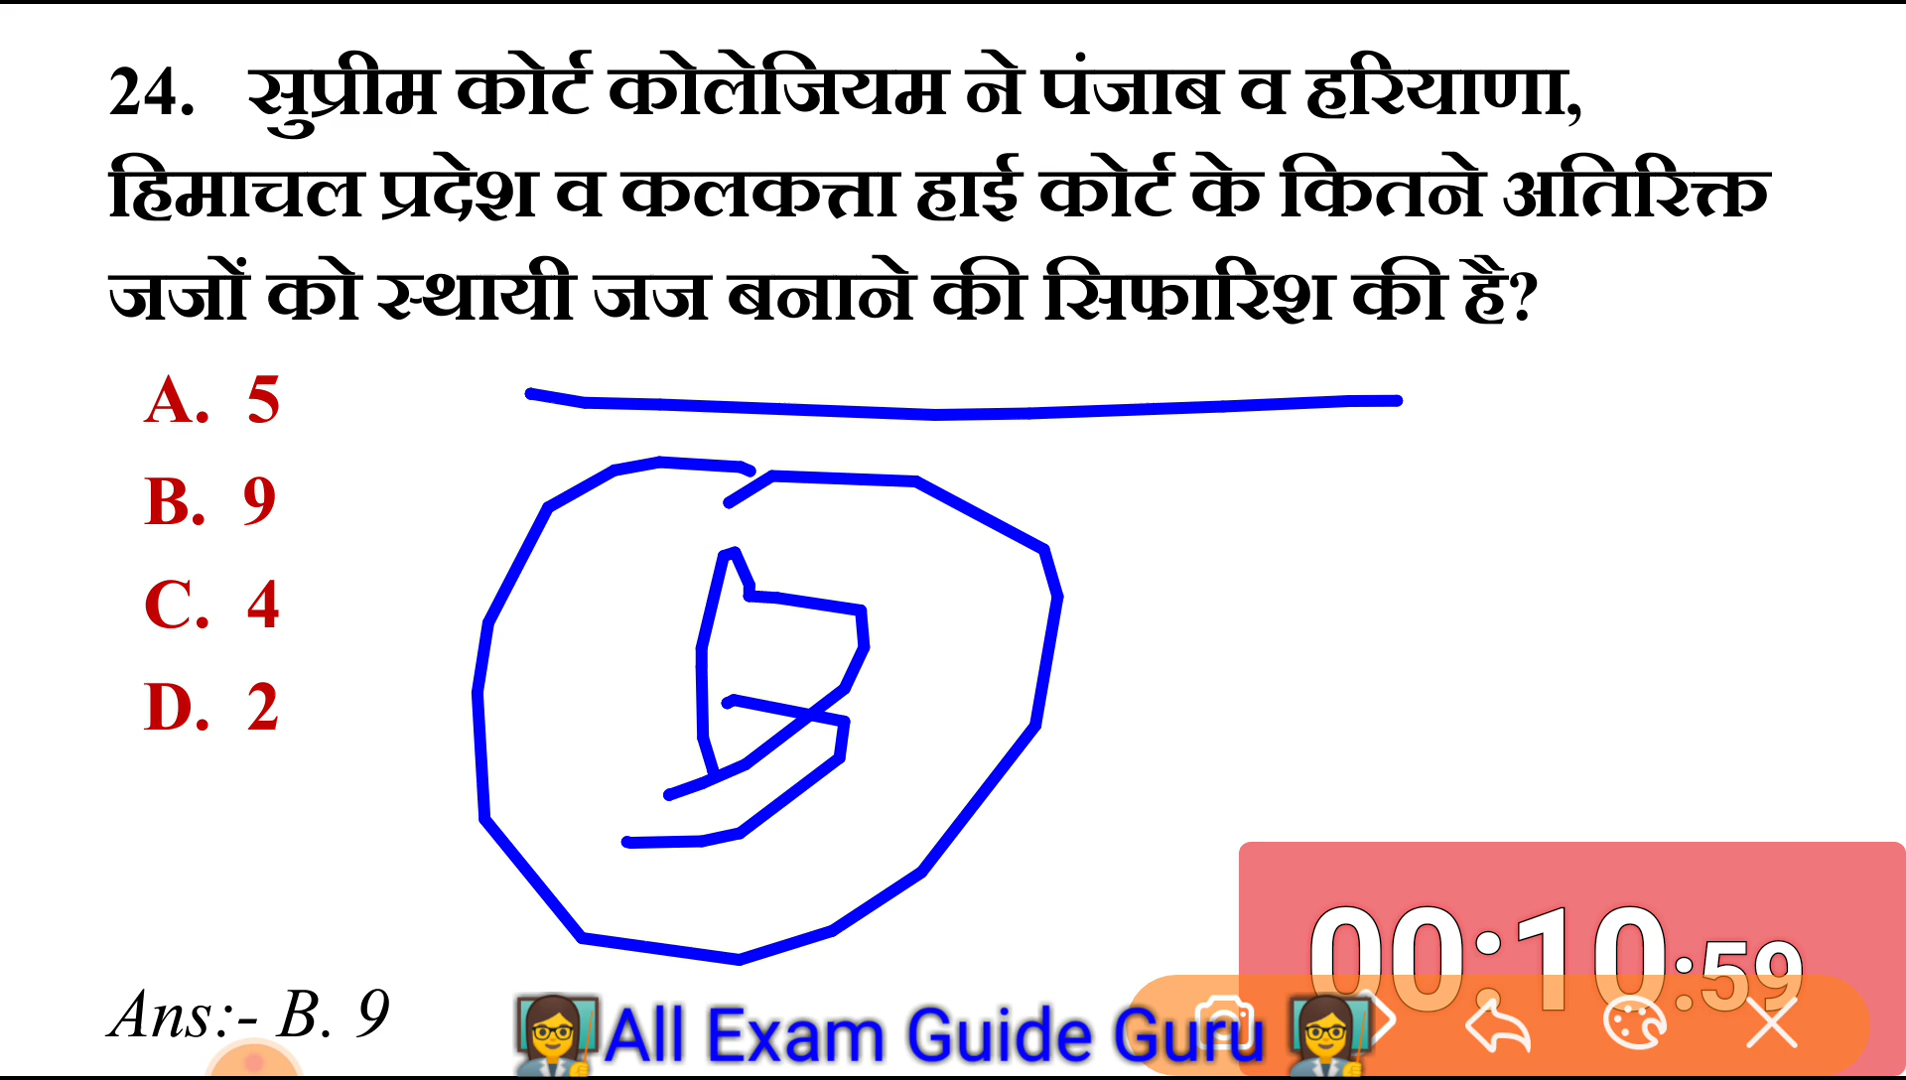 24. सुप्रीम कोर्ट कोलेजियम ने पंजाब व हरियाणा,
हिमाचल प्रदेश व कलकत्ता हाई कोर्ट के कितने अतिरिक्त
जजों को स्थायी जज बनाने की सिफारिश की है?
A. 5
B. 9
C. 4
D. 2
Ans:- B. 9
All Exam Guide Guru
00:10:59